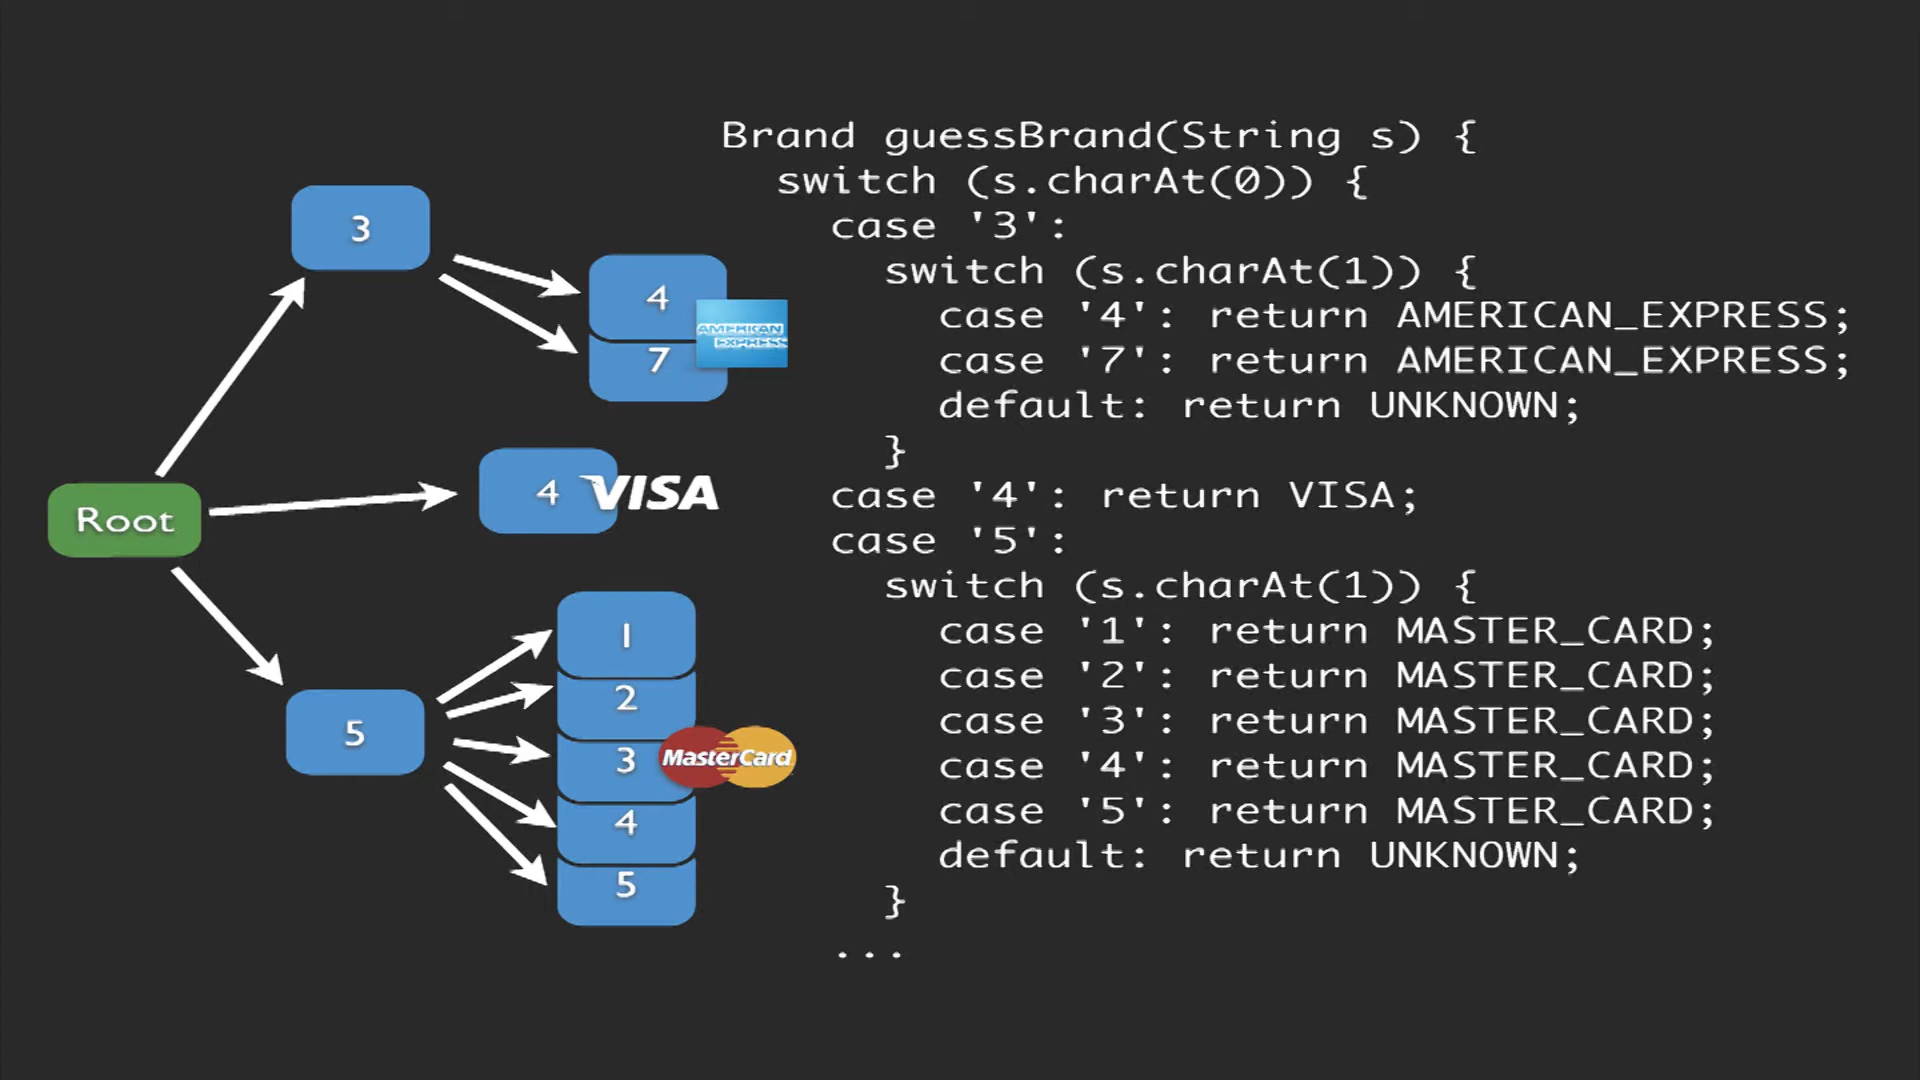 Root
3
4
7
AMERICAN
EXPRESS
4
VISA
5
1
2
3
4
5
MasterCard
Brand guessBrand(String s) {
switch (s.charAt(0)) {
case '3':
switch (s.charAt(1)) {
case '4': return AMERICAN_EXPRESS;
case '7': return AMERICAN_EXPRESS;
default: return UNKNOWN;
}
case '4': return VISA;
case '5':
switch (s.charAt(1)) {
case '1': return MASTER_CARD;
case '2': return MASTER_CARD;
case '3': return MASTER_CARD;
case '4': return MASTER_CARD;
case '5': return MASTER_CARD;
default: return UNKNOWN;
}
...